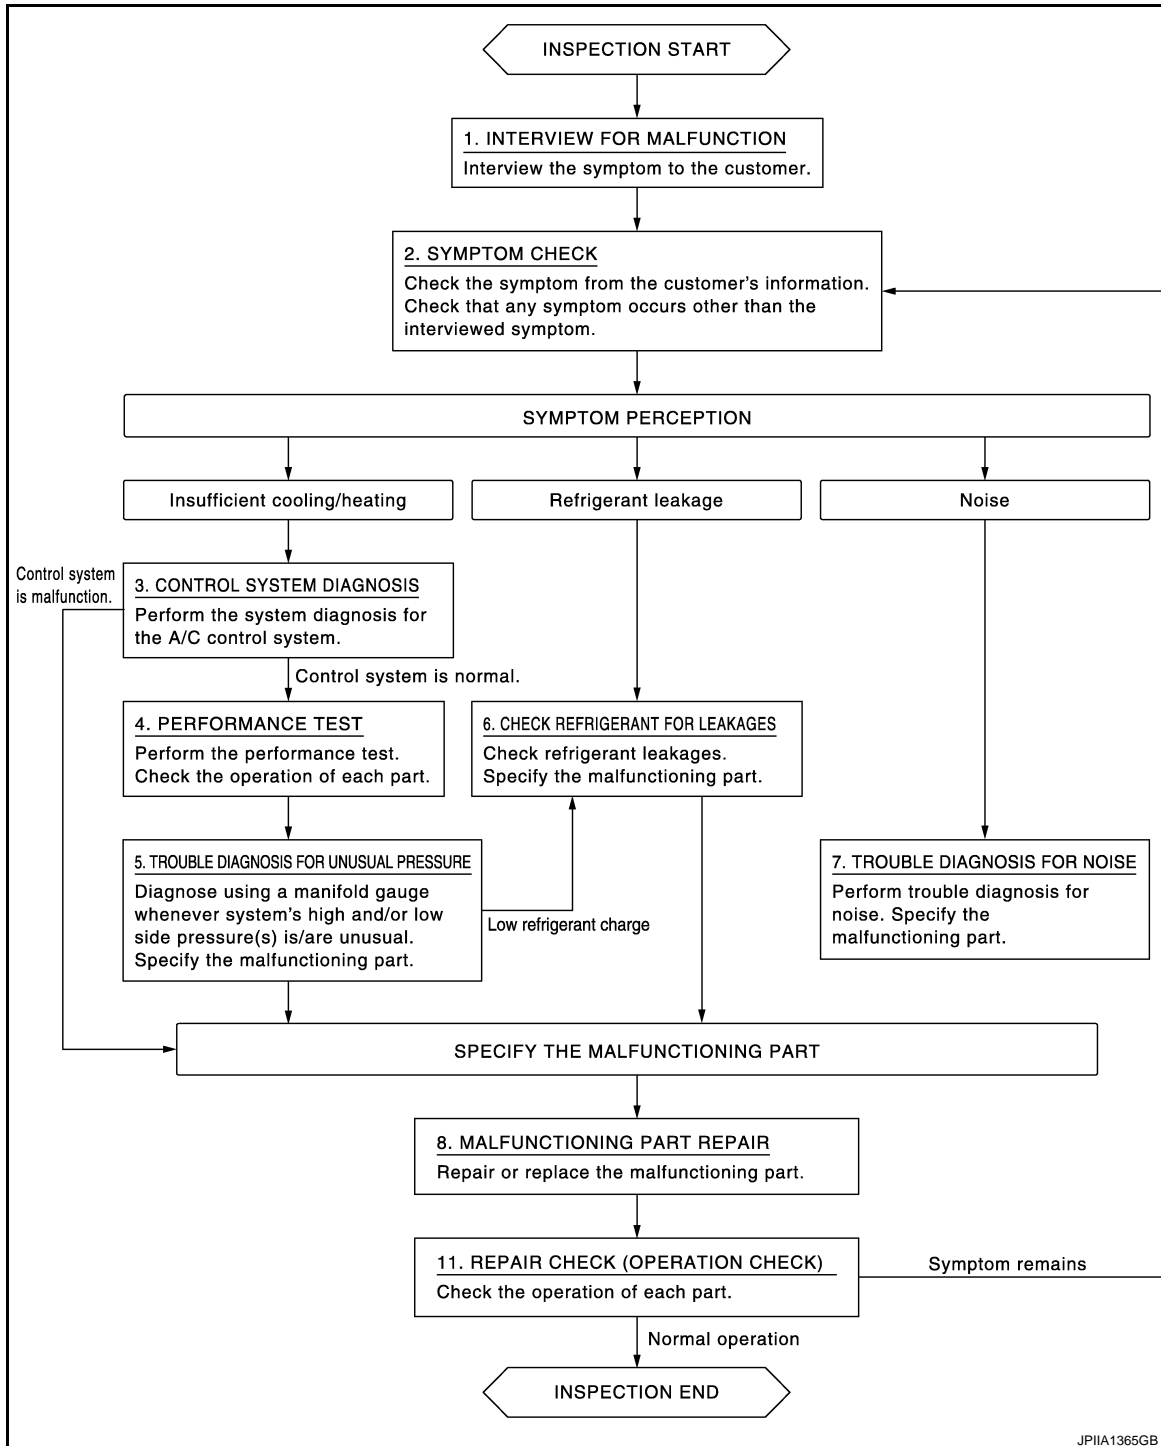 INSPECTION START
1. INTERVIEW FOR MALFUNCTION
Interview the symptom to the customer.
2. SYMPTOM CHECK
Check the symptom from the customer's information.
Check that any symptom occurs other than the
interviewed symptom.
SYMPTOM PERCEPTION
Insufficient cooling/heating
Refrigerant leakage
Noise
Control system
is malfunction.
3. CONTROL SYSTEM DIAGNOSIS
Perform the system diagnosis for
the A/C control system.
Control system is normal.
4. PERFORMANCE TEST
Perform the performance test.
Check the operation of each part.
6. CHECK REFRIGERANT FOR LEAKAGES
Check refrigerant leakages.
Specify the malfunctioning part.
5. TROUBLE DIAGNOSIS FOR UNUSUAL PRESSURE
Diagnose using a manifold gauge
whenever system's high and/or low
side pressure(s) is/are unusual.
Specify the malfunctioning part.
Low refrigerant charge
7. TROUBLE DIAGNOSIS FOR NOISE
Perform trouble diagnosis for
noise. Specify the
malfunctioning part.
SPECIFY THE MALFUNCTIONING PART
8. MALFUNCTIONING PART REPAIR
Repair or replace the malfunctioning part.
11. REPAIR CHECK (OPERATION CHECK)
Check the operation of each part.
Symptom remains
Normal operation
INSPECTION END
JPIIA1365GB